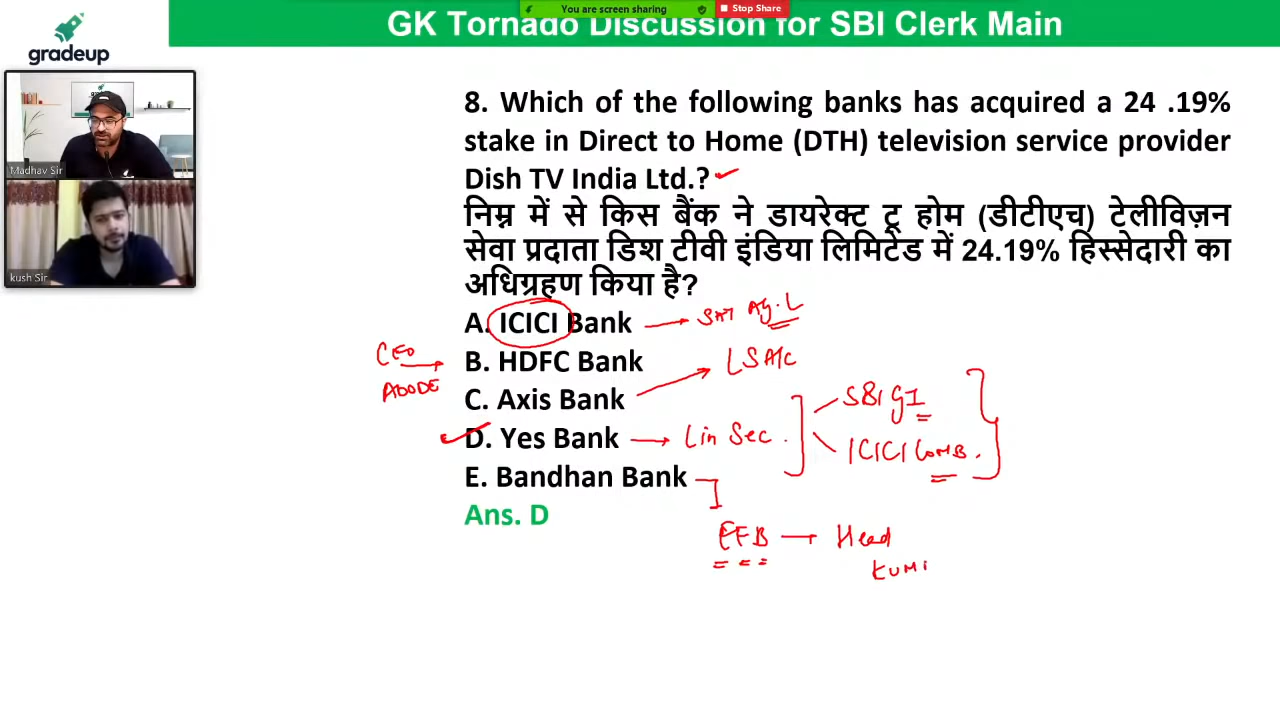 You are screen sharing
Stop Share
GK Tornado Discussion for SBI Clerk Main
gradeup
Madhav Sir
kush Sir
8. Which of the following banks has acquired a 24 .19%
stake in Direct to Home (DTH) television service provider
Dish TV India Ltd.?
निम्न में से किस बैंक ने डायरेक्ट टू होम (डीटीएच) टेलीविज़न
सेवा प्रदाता डिश टीवी इंडिया लिमिटेड में 24.19% हिस्सेदारी का
अधिग्रहण किया है?
A. ICICI Bank
B. HDFC Bank
C. Axis Bank
D. Yes Bank
E. Bandhan Bank
Ans. D
CEO
LSAIC
SBI GI
Lin Sec.
ICICI LOMB.
EFB
Head